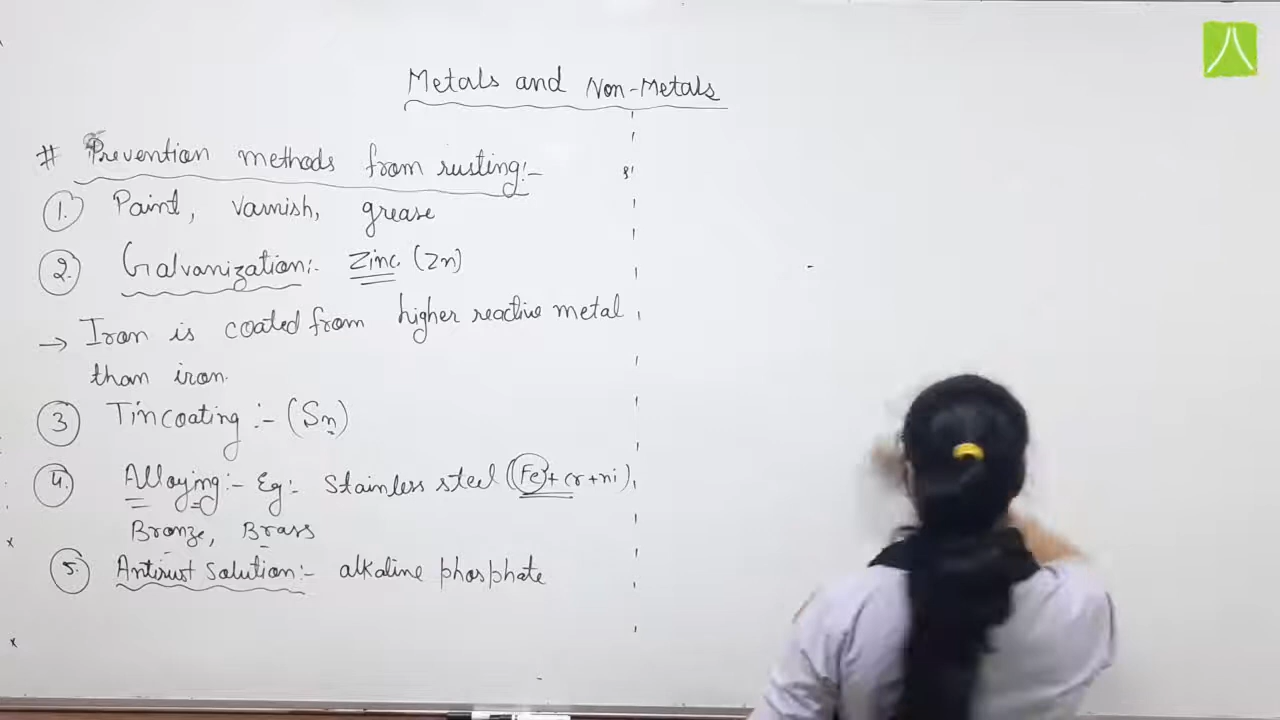 Metals and Non-Metals
# Prevention methods from rusting:-
1. Paint, Varnish, grease
2. Galvanization:- Zinc. (Zn)
→ Iron is coated from higher reactive metal
than iron.
3 Tin coating :- (Sn)
4. Alloying:- Eg:- Stainless steel (Fe + cr + ni)
Bronze, Brass
5. Antirust Solution:- alkaline phosphate